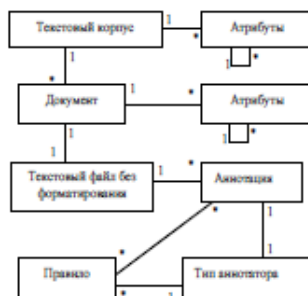 Текстовый корпус 1 * Атрибуты
1 1 *
* 
Документ 1 * Атрибуты
1 1 *
1
Текстовый файл без форматирования 1 * Аннотация
* * 1
1
Правило * 1 Тип аннотатора